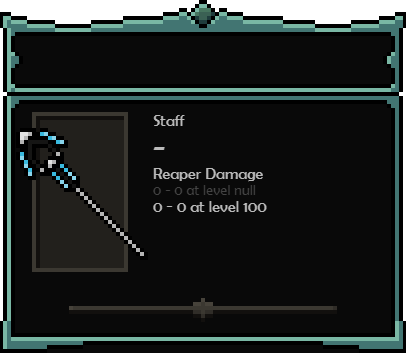 Staff
–
Reaper Damage
0 - 0 at level null
0 - 0 at level 100